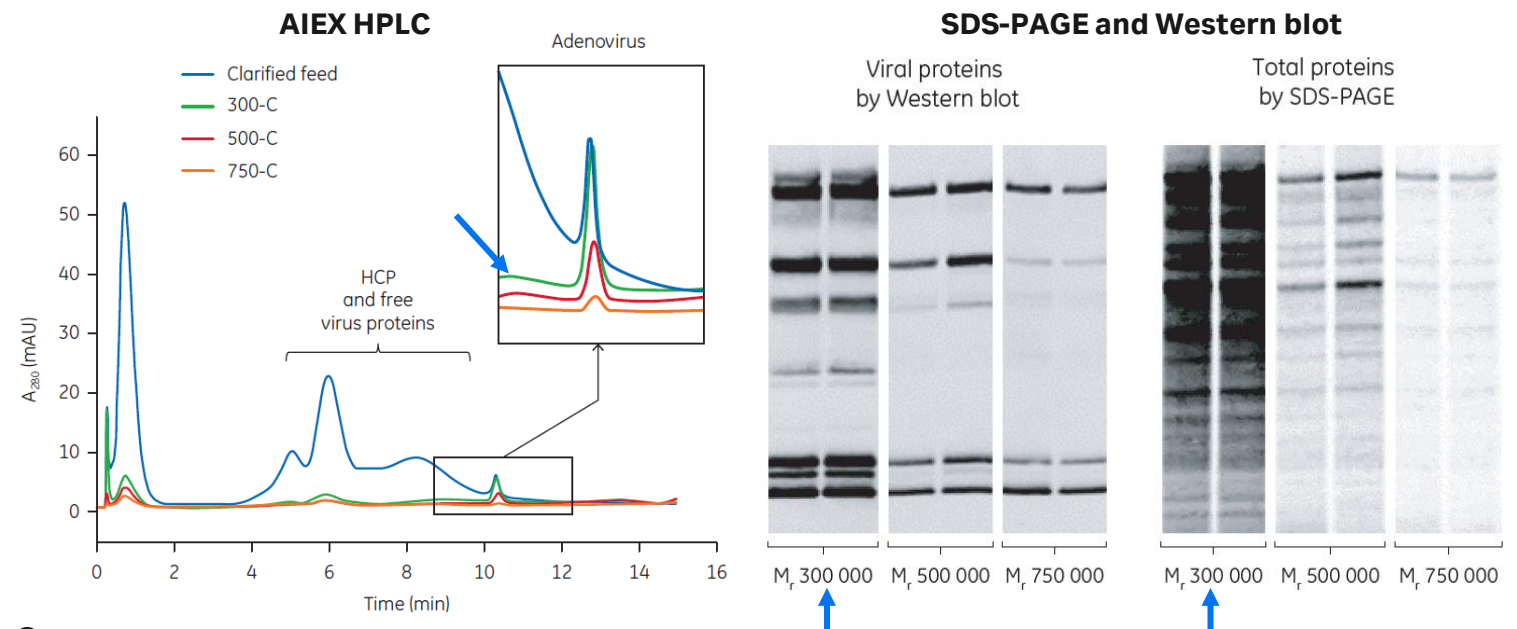 AIEX HPLC
Adenovirus
Clarified feed
300-C
500-C
750-C
HCP
and free
virus proteins
A280 (mAU)
60
50
40
30
20
10
0
0 2 4 6 8 10 12 14 16
Time (min)
SDS-PAGE and Western blot
Viral proteins
by Western blot
Total proteins
by SDS-PAGE
Mr 300 000 Mr 500 000 Mr 750 000
Mr 300 000 Mr 500 000 Mr 750 000